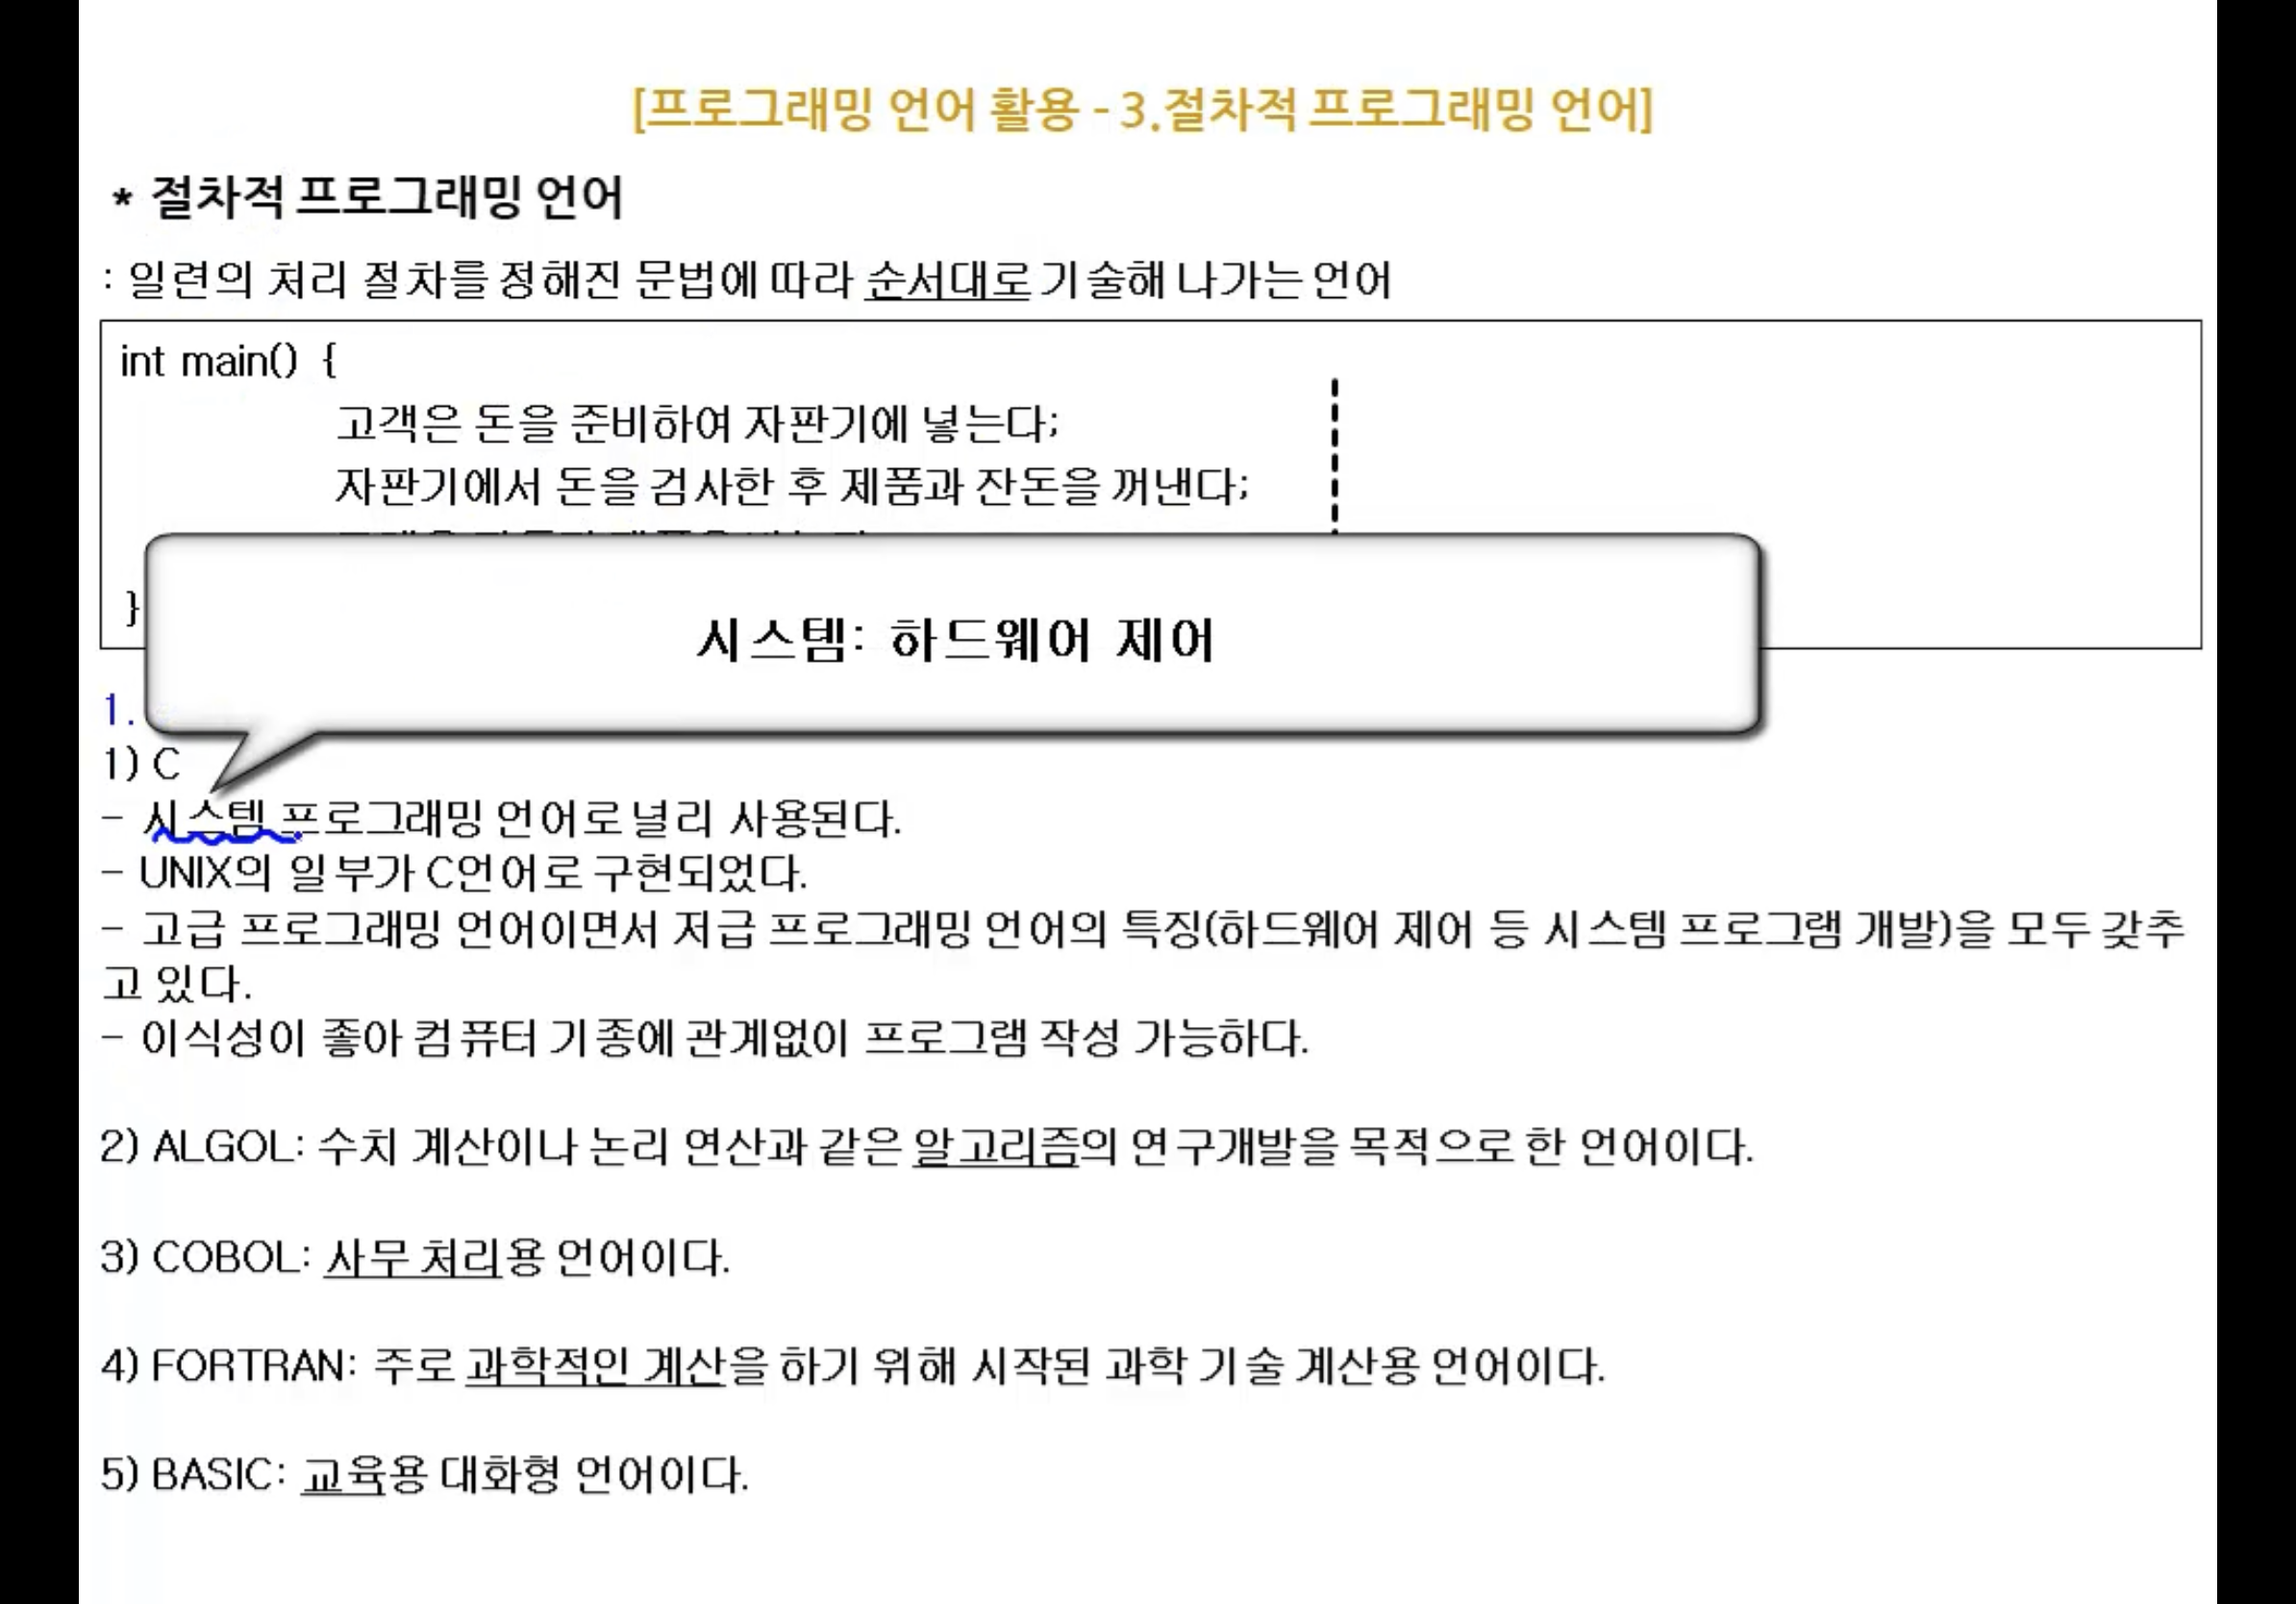 [프로그래밍 언어 활용 - 3.절차적 프로그래밍 언어]
* 절차적 프로그래밍 언어
: 일련의 처리 절차를 정해진 문법에 따라 순서대로 기술해 나가는 언어
int main() {
고객은 돈을 준비하여 자판기에 넣는다;
자판기에서 돈을 검사한 후 제품과 잔돈을 꺼낸다;
}
시스템: 하드웨어 제어
1.
1) C
- 시스템 프로그래밍 언어로 널리 사용된다.
- UNIX의 일부가 C언어로 구현되었다.
- 고급 프로그래밍 언어이면서 저급 프로그래밍 언어의 특징(하드웨어 제어 등 시스템 프로그램 개발)을 모두 갖추
고 있다.
- 이식성이 좋아 컴퓨터 기종에 관계없이 프로그램 작성 가능하다.
2) ALGOL: 수치 계산이나 논리 연산과 같은 알고리즘의 연구개발을 목적으로 한 언어이다.
3) COBOL: 사무 처리용 언어이다.
4) FORTRAN: 주로 과학적인 계산을 하기 위해 시작된 과학 기술 계산용 언어이다.
5) BASIC: 교육용 대화형 언어이다.